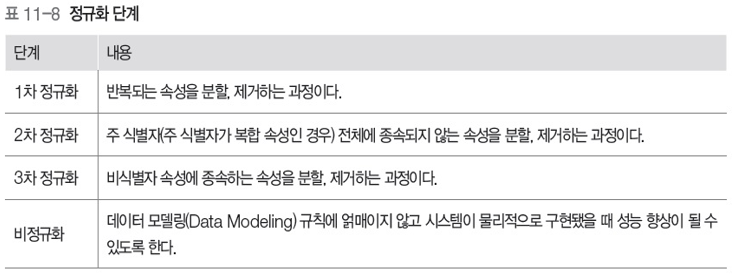 표 11-8 정규화 단계
단계 내용
1차 정규화 반복되는 속성을 분할, 제거하는 과정이다.
2차 정규화 주 식별자(주 식별자가 복합 속성인 경우) 전체에 종속되지 않는 속성을 분할, 제거하는 과정이다.
3차 정규화 비식별자 속성에 종속하는 속성을 분할, 제거하는 과정이다.
비정규화 데이터 모델링(Data Modeling) 규칙에 얽매이지 않고 시스템이 물리적으로 구현됐을 때 성능 향상이 될 수
있도록 한다.